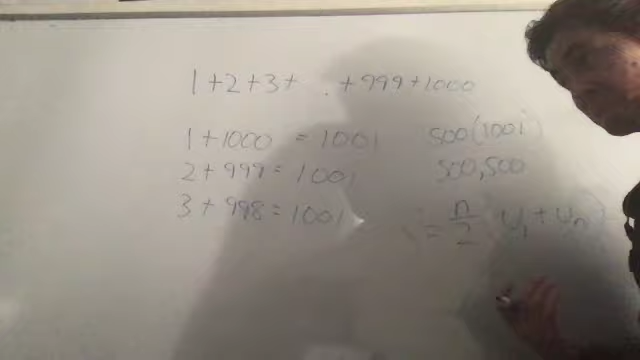 1+2+3+ . +999+1000
1+1000 = 1001 500(1001)
2+999=1001 500,500
3+998=1001
= n/2 u₁+uₙ)